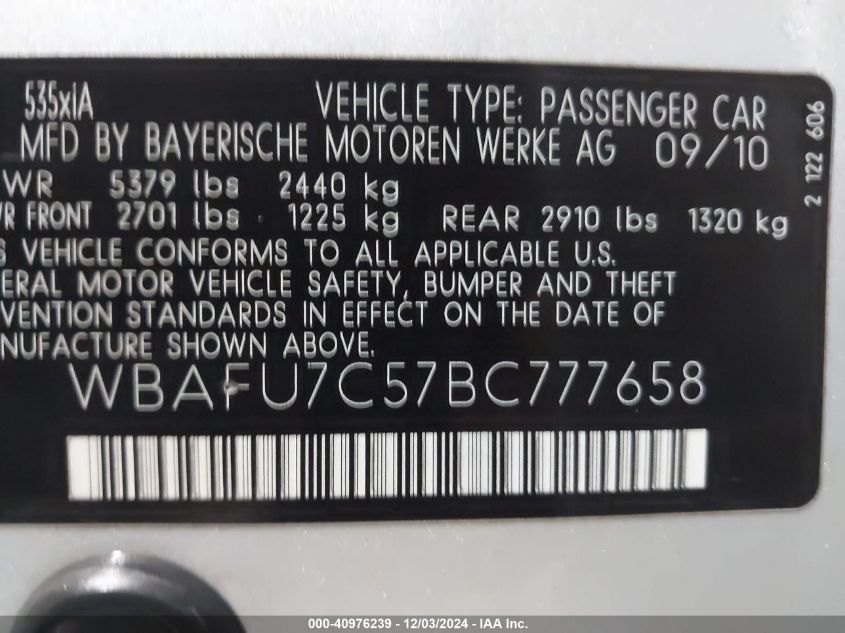 535xiA VEHICLE TYPE: PASSENGER CAR
MFD BY BAYERISCHE MOTOREN WERKE AG 09/10
WR 5379 lbs 2440 kg
R FRONT 2701 lbs 1225 kg REAR 2910 lbs 1320 kg
S VEHICLE CONFORMS TO ALL APPLICABLE U.S.
ERAL MOTOR VEHICLE SAFETY, BUMPER AND THEFT
VENTION STANDARDS IN EFFECT ON THE DATE OF
NUFACTURE SHOWN ABOVE.
WBAFU7C57BC777658
2 122 606
000-40976239 - 12/03/2024 - IAA Inc.